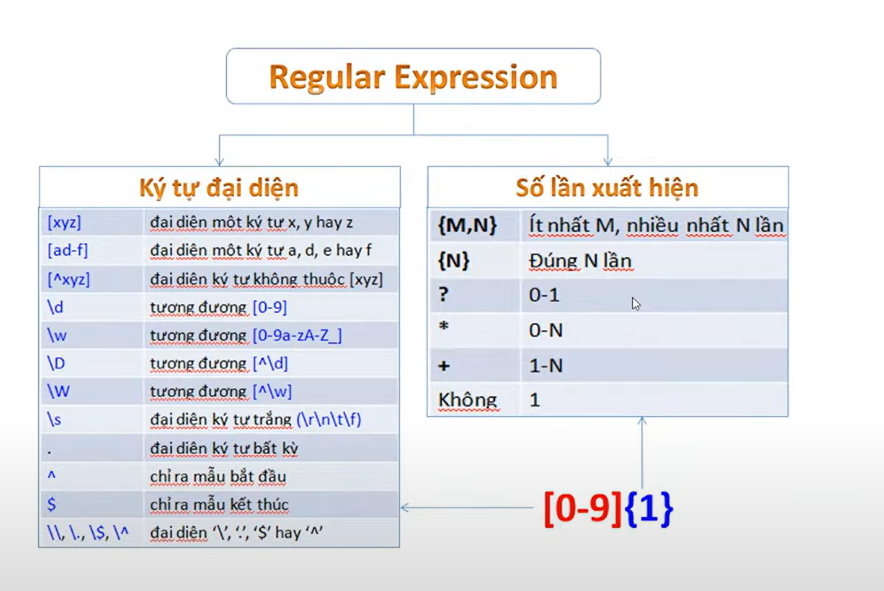 Regular Expression
Ký tự đại diện
[xyz] đại diện một ký tự x, y hay z
[ad-f] đại diện một ký tự a, d, e hay f
[^xyz] đại diện ký tự không thuộc [xyz]
\d tương đương [0-9]
\w tương đương [0-9a-zA-Z_]
\D tương đương [^\d]
\W tương đương [^\w]
\s đại diện ký tự trắng (\r\n\t\f)
. đại diện ký tự bất kỳ
^ chỉ ra mẫu bắt đầu
$ chỉ ra mẫu kết thúc
\\, \., \$, \^ đại diện ‘\’, ‘.’, ‘$’ hay ‘^’
Số lần xuất hiện
{M,N} Ít nhất M, nhiều nhất N lần
{N} Đúng N lần
? 0-1
* 0-N
+ 1-N
Không 1
[0-9]{1}